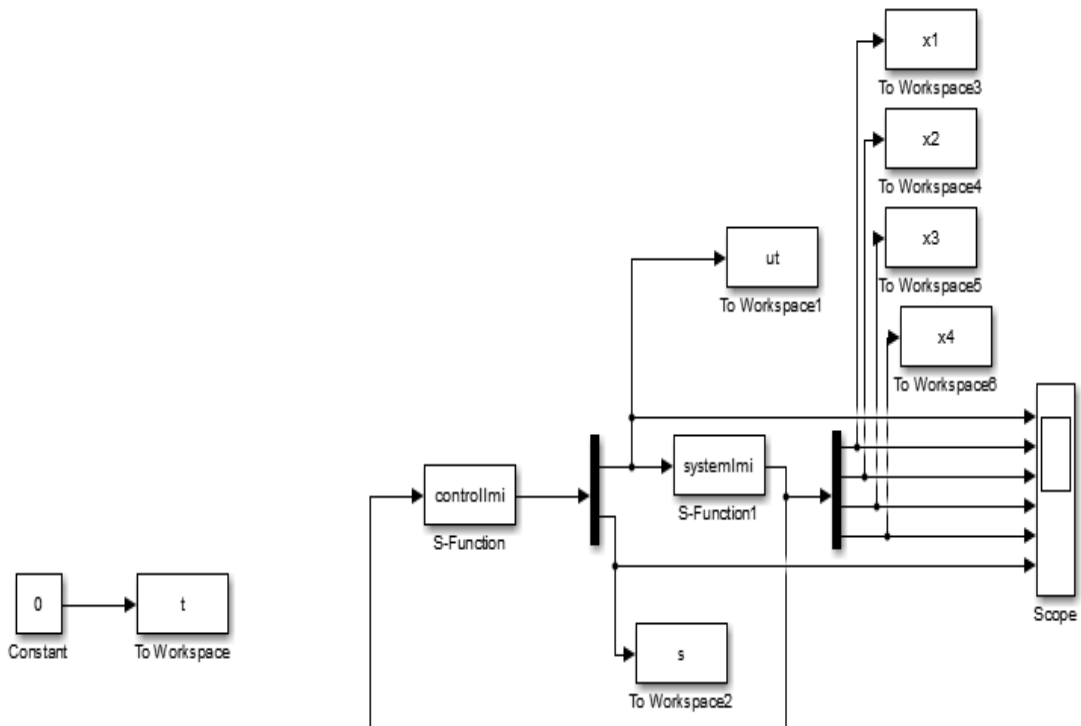 x1
To Workspace3
x2
To Workspace4
x3
To Workspace5
ut
To Workspace1
x4
To Workspace6
controllmi
S-Function
systemlmi
S-Function1
Scope
0
Constant
t
To Workspace
s
To Workspace2